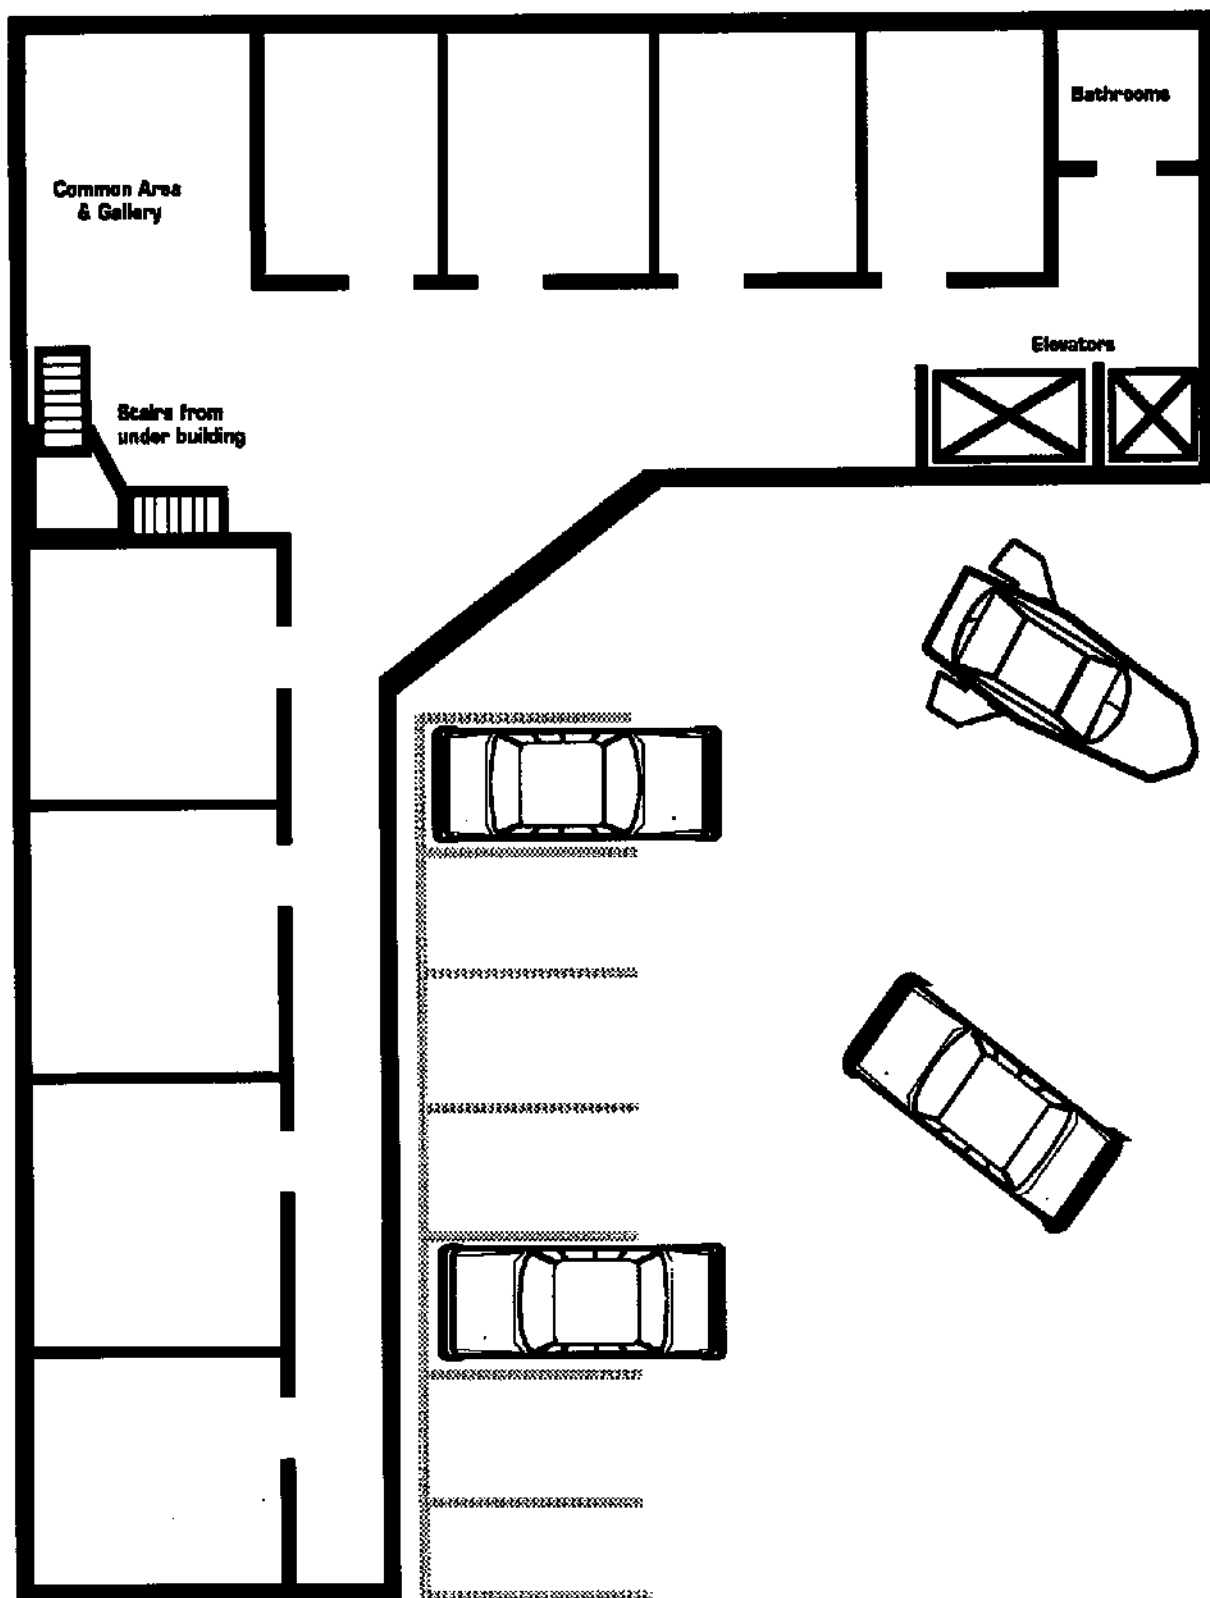 Bathrooms
Common Area
& Gallery
Elevators
Stairs from
under building